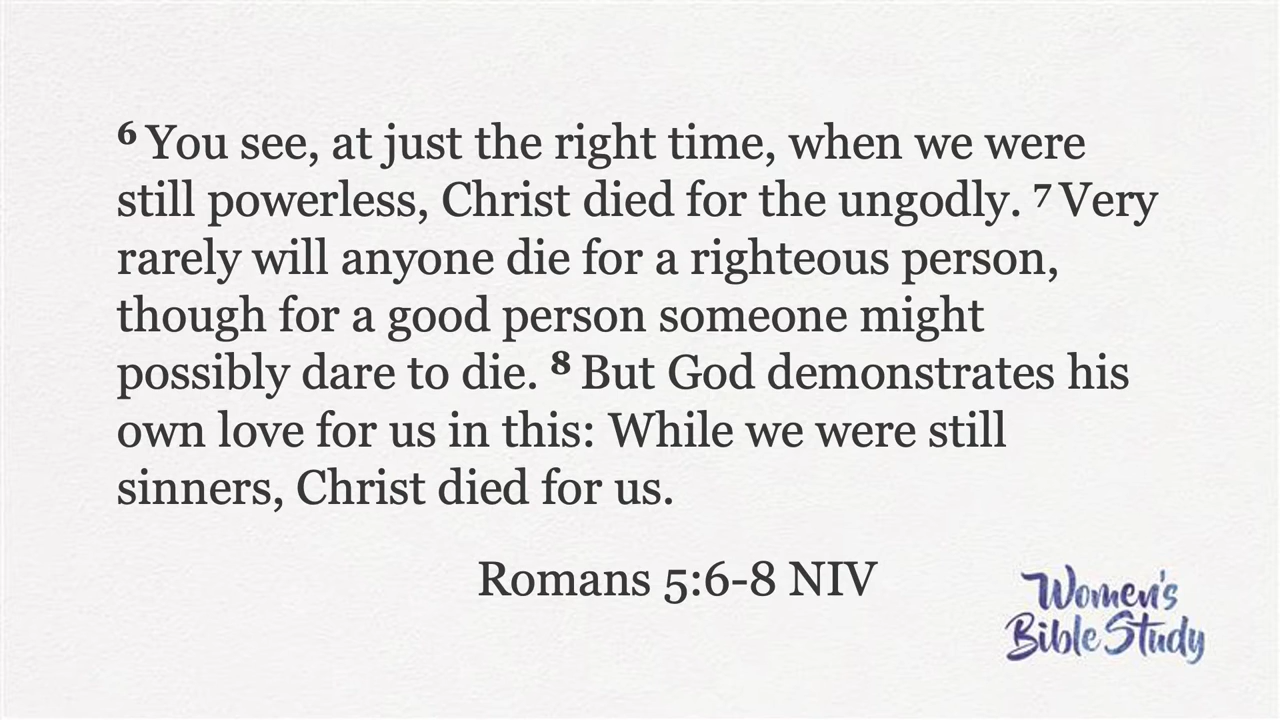 6 You see, at just the right time, when we were
still powerless, Christ died for the ungodly. 7 Very
rarely will anyone die for a righteous person,
though for a good person someone might
possibly dare to die. 8 But God demonstrates his
own love for us in this: While we were still
sinners, Christ died for us.
Romans 5:6-8 NIV
Women's
Bible Study